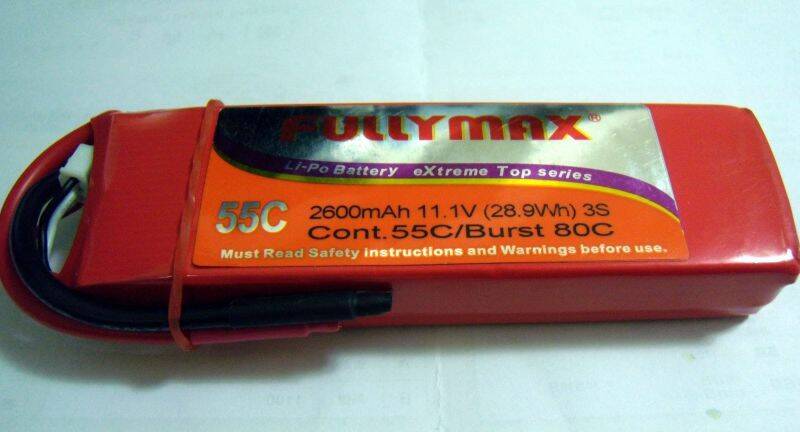 FULLYMAX®
Li-Po Battery eXtreme Top series
55C
2600mAh 11.1V (28.9Wh) 3S
Cont.55C/Burst 80C
Must Read Safety instructions and Warnings before use.